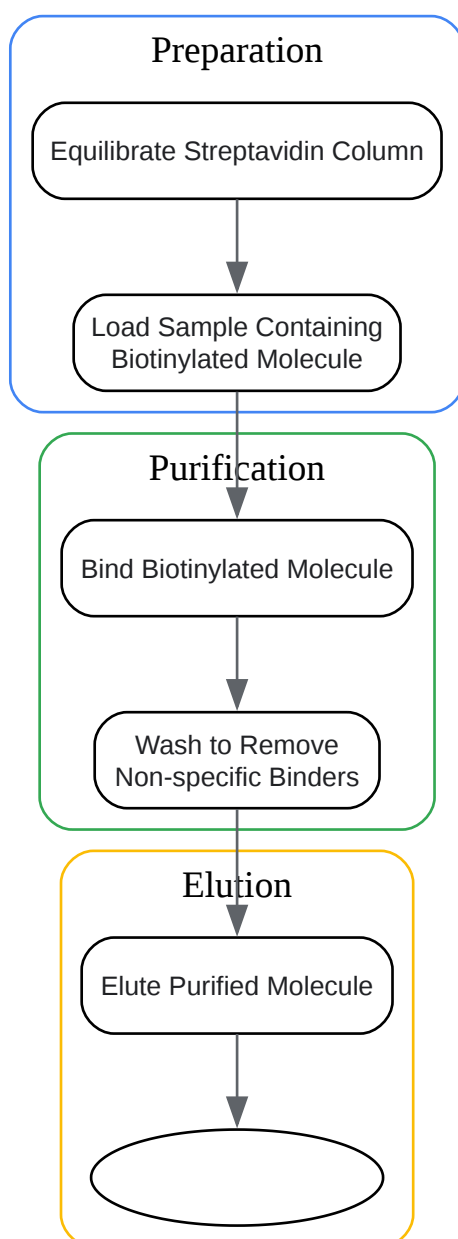 Preparation
Equilibrate Streptavidin Column
Load Sample Containing
Biotinylated Molecule
Purification
Bind Biotinylated Molecule
Wash to Remove
Non-specific Binders
Elution
Elute Purified Molecule